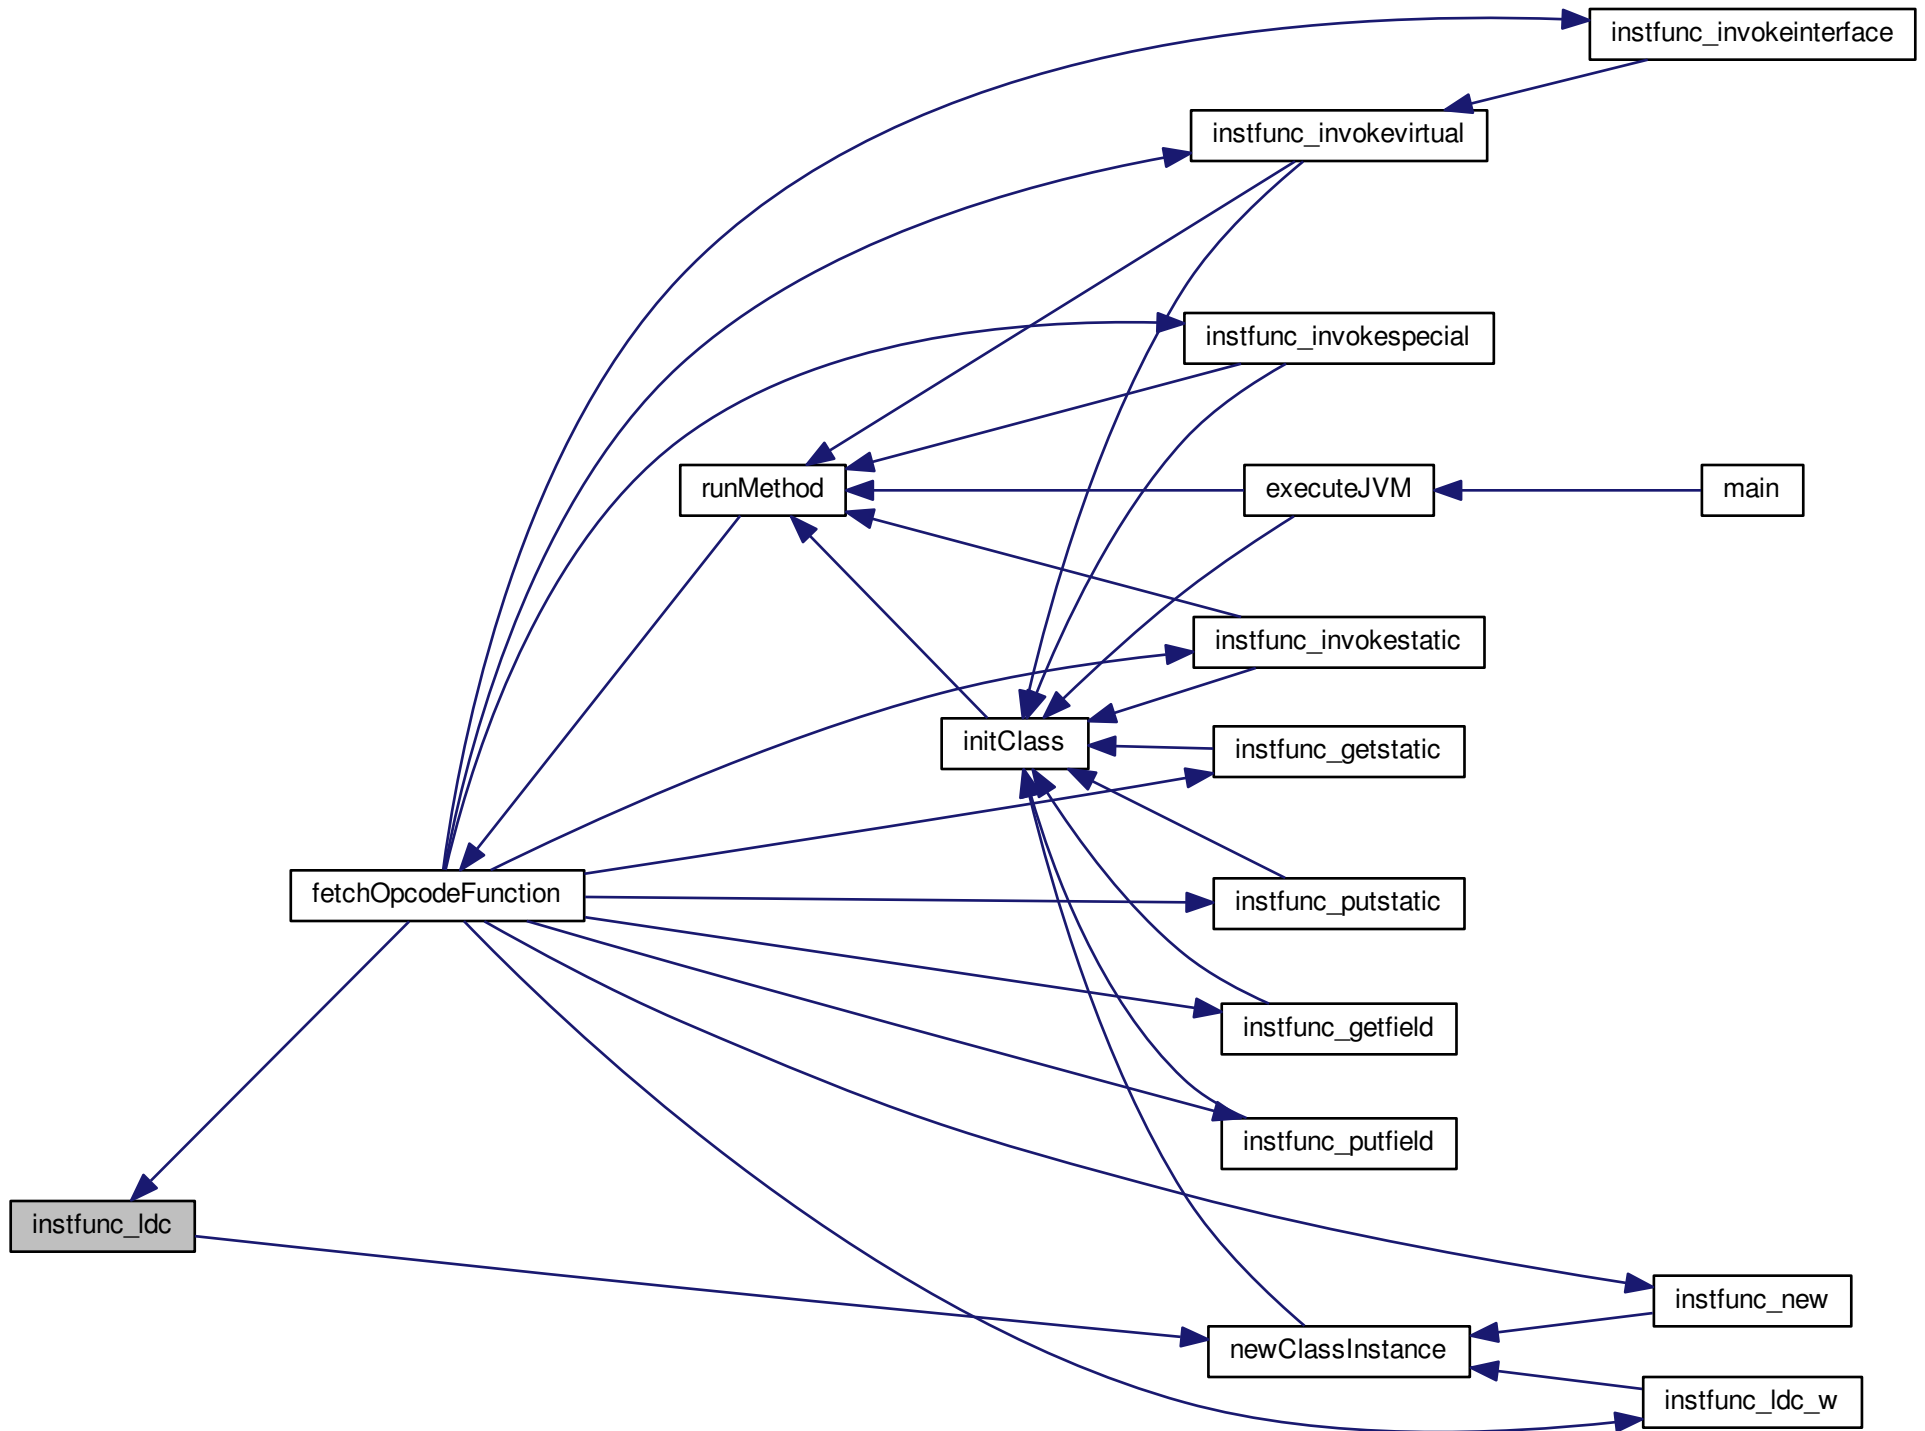 instfunc_invokeinterface
instfunc_invokevirtual
instfunc_invokespecial
runMethod
executeJVM
main
instfunc_invokestatic
initClass
instfunc_getstatic
fetchOpcodeFunction
instfunc_putstatic
instfunc_getfield
instfunc_putfield
instfunc_ldc
instfunc_new
newClassInstance
instfunc_ldc_w